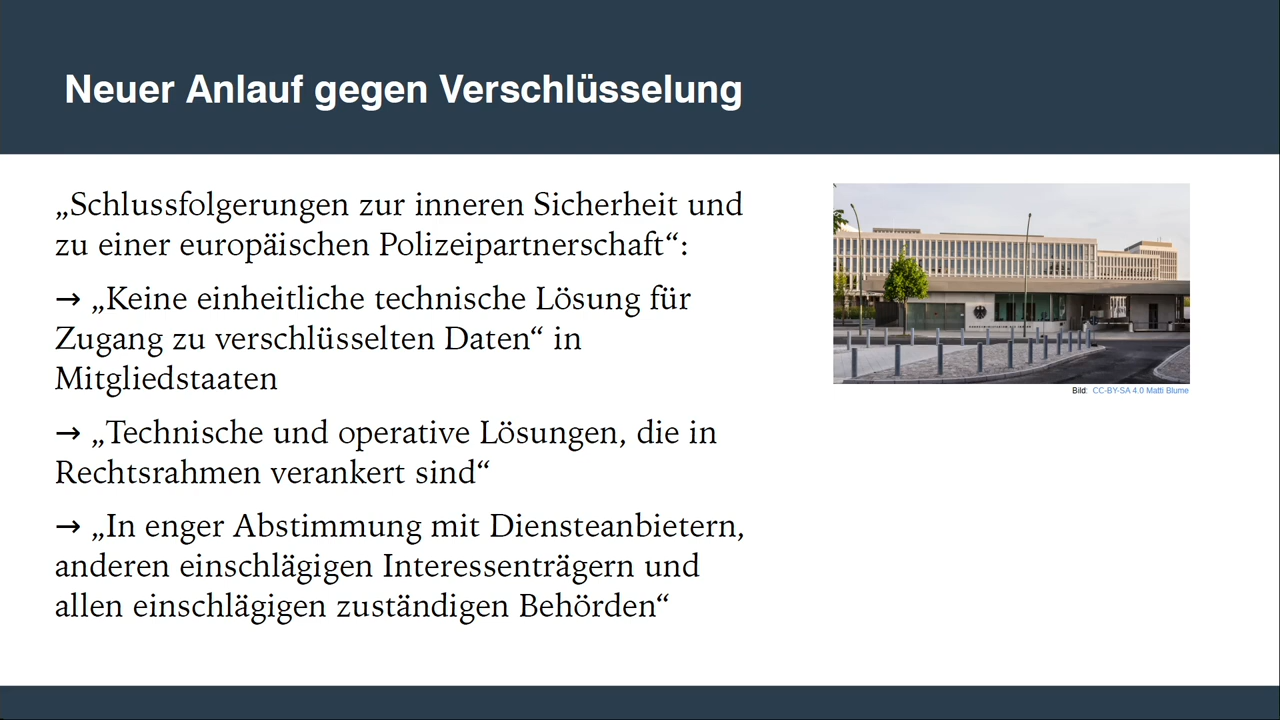 Neuer Anlauf gegen Verschlüsselung
„Schlussfolgerungen zur inneren Sicherheit und
zu einer europäischen Polizeipartnerschaft“:
→ „Keine einheitliche technische Lösung für
Zugang zu verschlüsselten Daten“ in
Mitgliedstaaten
→ „Technische und operative Lösungen, die in
Rechtsrahmen verankert sind“
→ „In enger Abstimmung mit Diensteanbietern,
anderen einschlägigen Interessenträgern und
allen einschlägigen zuständigen Behörden“
Bild: CC-BY-SA 4.0 Matti Blume